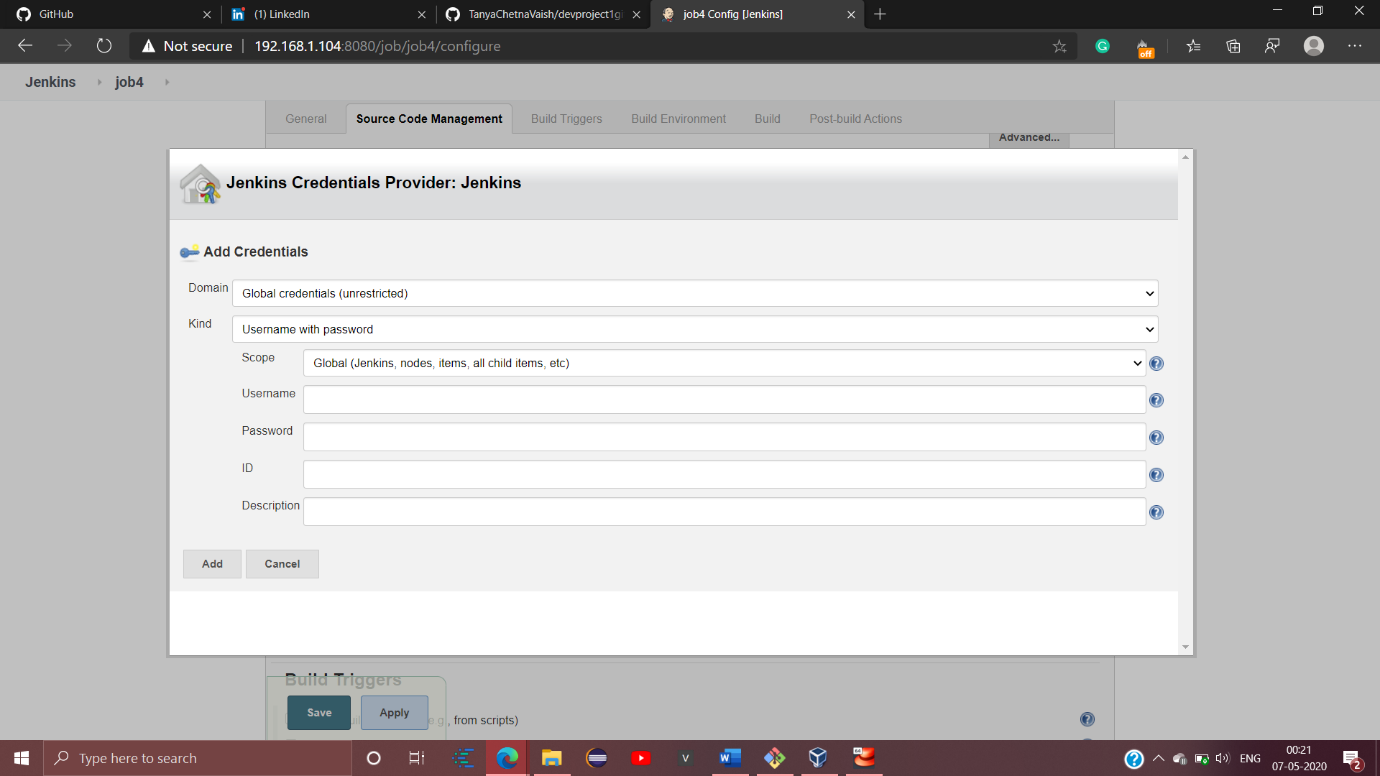 GitHub
(1) LinkedIn
TanyaChetnaVaish/devproject1gi
job4 Config [Jenkins]
Not secure
192.168.1.104:8080/job/job4/configure
off
Jenkins
job4
General
Source Code Management
Build Triggers
Build Environment
Build
Post-build Actions
Advanced...
Jenkins Credentials Provider: Jenkins
Add Credentials
Domain
Global credentials (unrestricted)
Kind
Username with password
Scope
Global (Jenkins, nodes, items, all child items, etc)
Username
Password
ID
Description
Add
Cancel
Build Triggers
Save
Apply
, from scripts)
Type here to search
ENG
00:21
07-05-2020
2